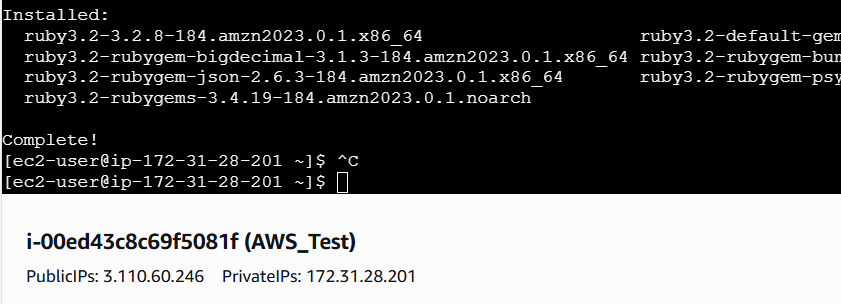 Installed:
ruby3.2-3.2.8-184.amzn2023.0.1.x86_64 ruby3.2-default-gem
ruby3.2-rubygem-bigdecimal-3.1.3-184.amzn2023.0.1.x86_64 ruby3.2-rubygem-bun
ruby3.2-rubygem-json-2.6.3-184.amzn2023.0.1.x86_64 ruby3.2-rubygem-psy
ruby3.2-rubygems-3.4.19-184.amzn2023.0.1.noarch
Complete!
[ec2-user@ip-172-31-28-201 ~]$ ^C
[ec2-user@ip-172-31-28-201 ~]$
i-00ed43c8c69f5081f (AWS_Test)
PublicIPs: 3.110.60.246 PrivateIPs: 172.31.28.201